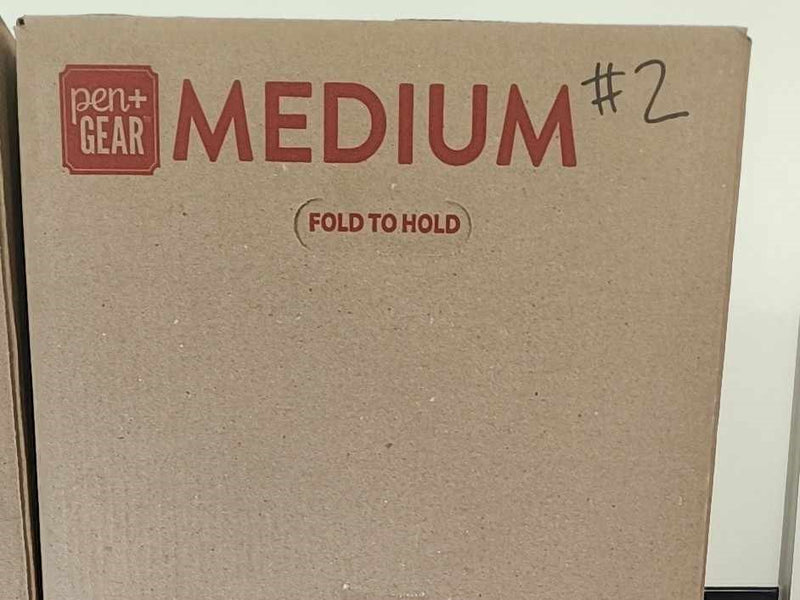 pen+
GEAR
MEDIUM #2
FOLD TO HOLD